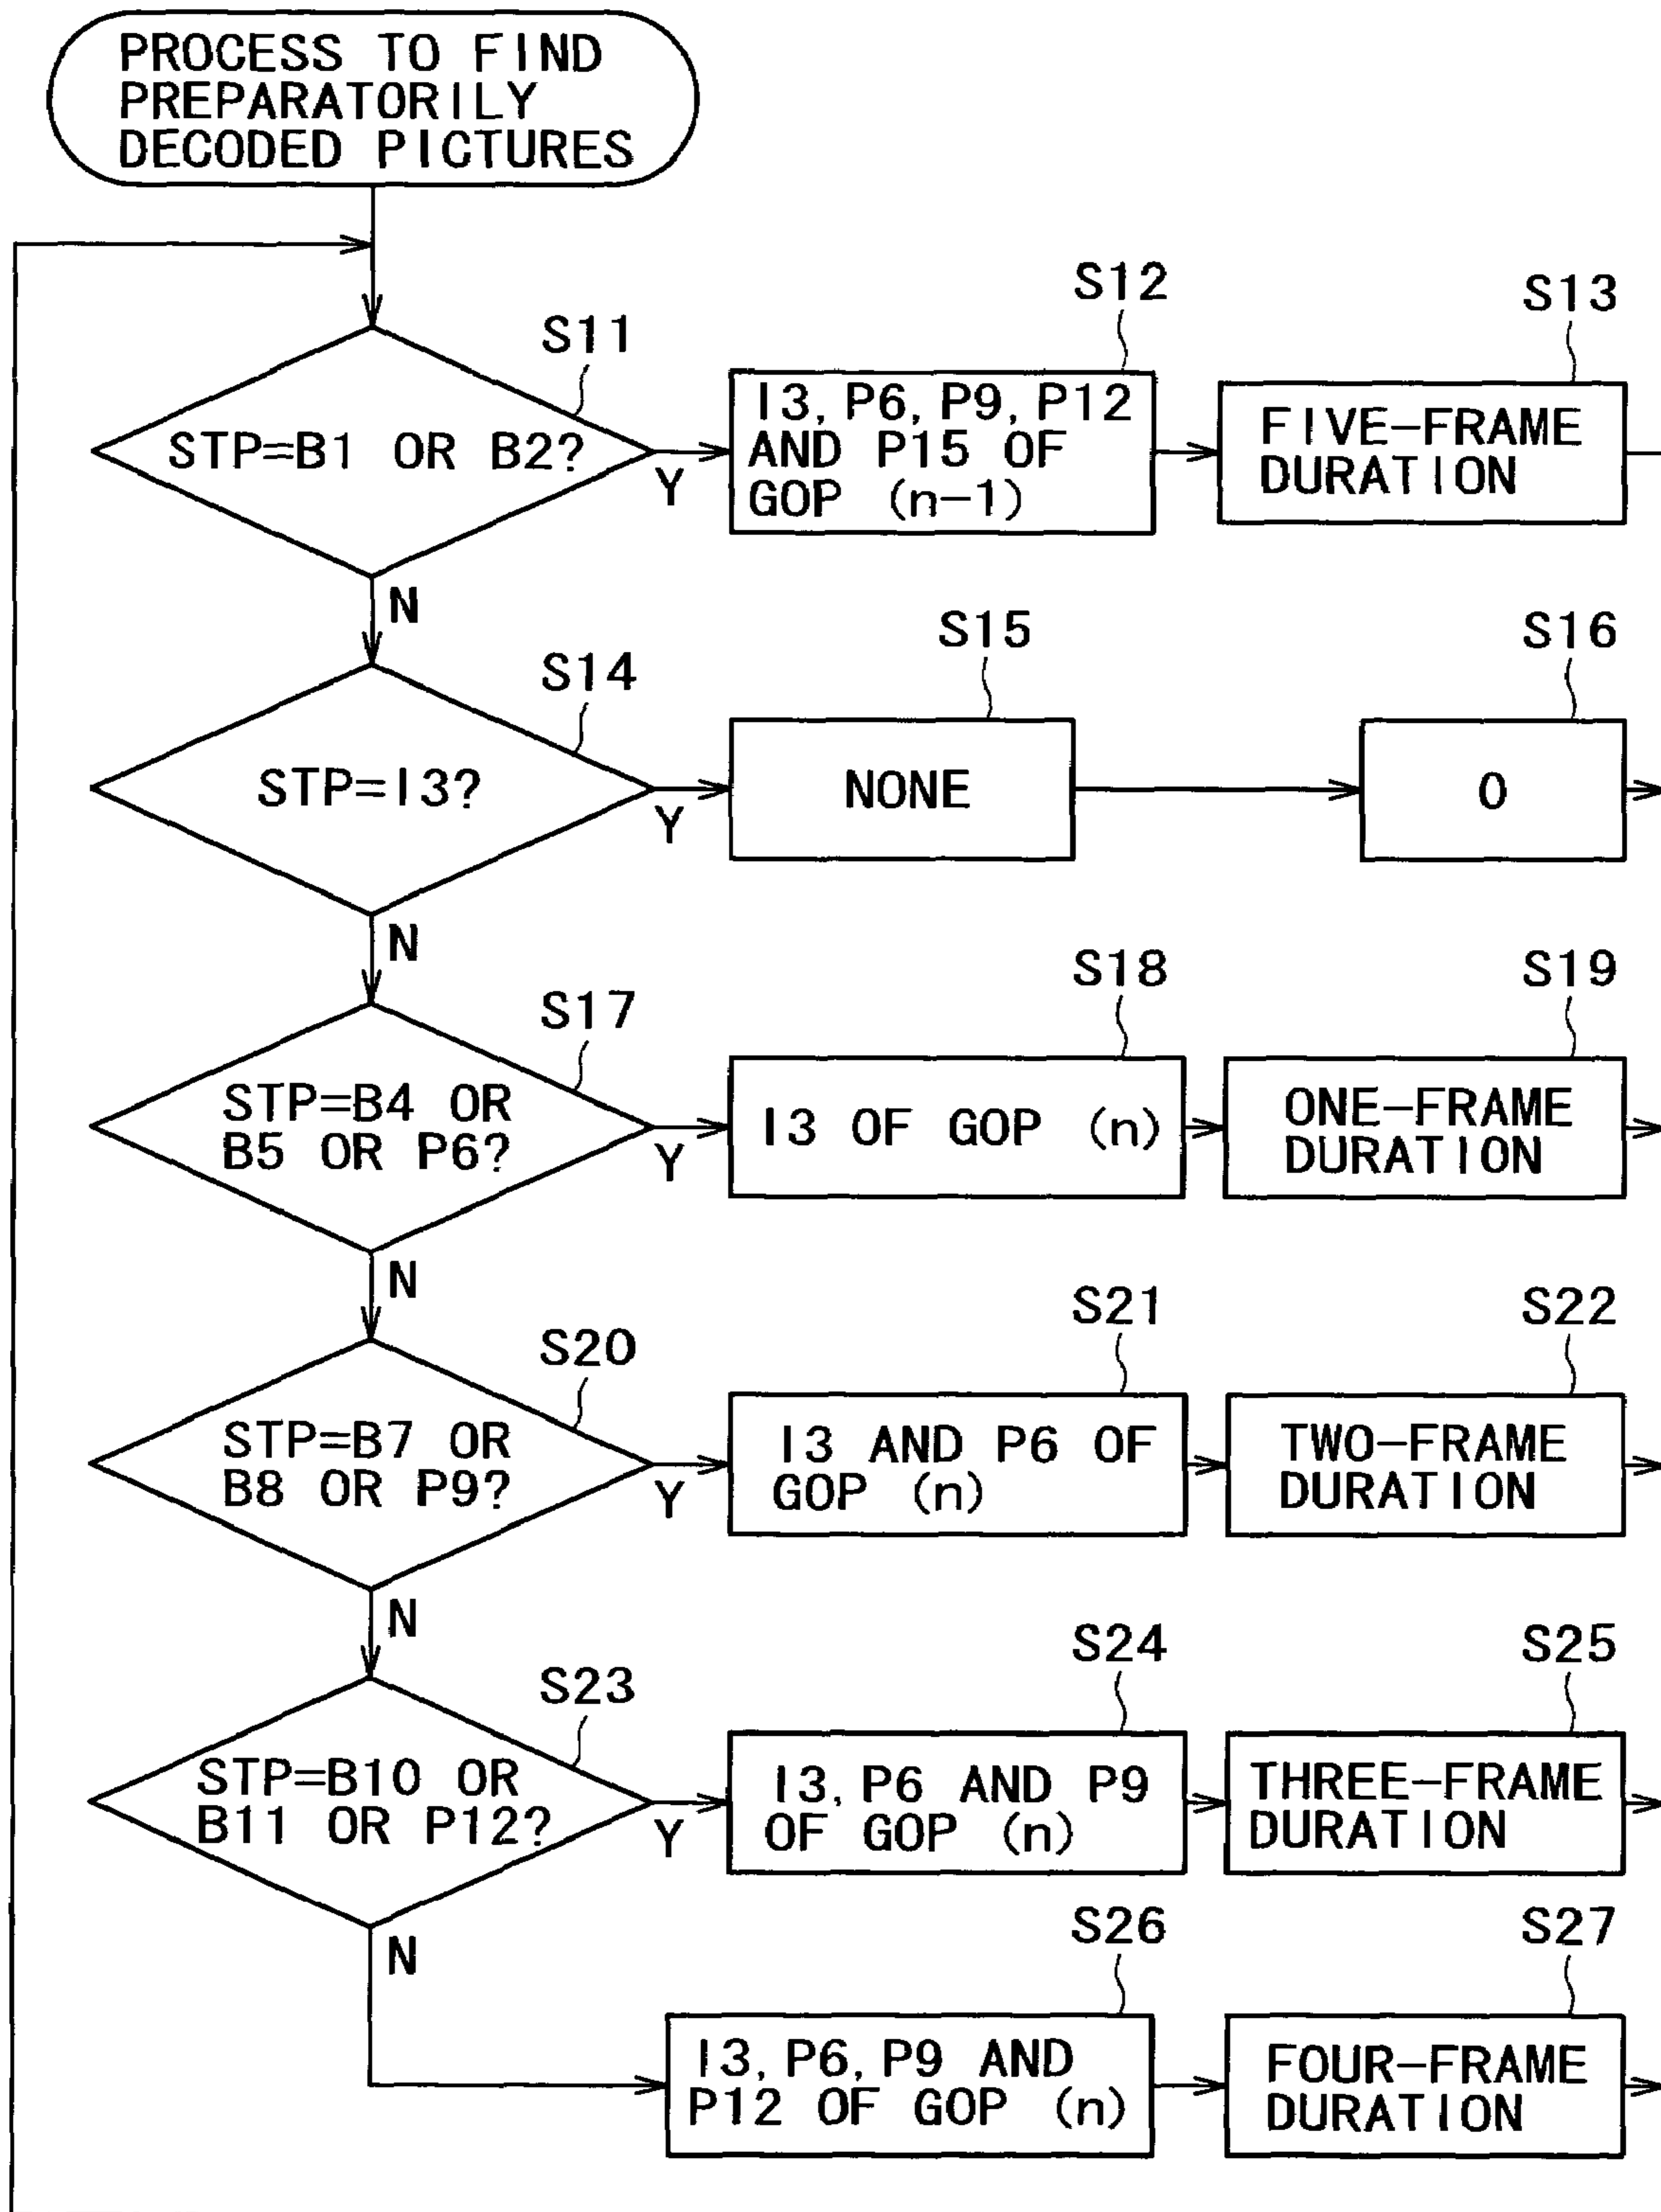 PROCESS TO FIND
PREPARATORILY
DECODED PICTURES
S11
STP=B1 OR B2?
Y
N
S12
I3, P6, P9, P12
AND P15 OF
GOP (n-1)
S13
FIVE-FRAME
DURATION
S14
STP=I3?
Y
N
S15
NONE
S16
0
S17
STP=B4 OR
B5 OR P6?
Y
N
S18
I3 OF GOP (n)
S19
ONE-FRAME
DURATION
S20
STP=B7 OR
B8 OR P9?
Y
N
S21
I3 AND P6 OF
GOP (n)
S22
TWO-FRAME
DURATION
S23
STP=B10 OR
B11 OR P12?
Y
N
S24
I3, P6 AND P9
OF GOP (n)
S25
THREE-FRAME
DURATION
S26
I3, P6, P9 AND
P12 OF GOP (n)
S27
FOUR-FRAME
DURATION